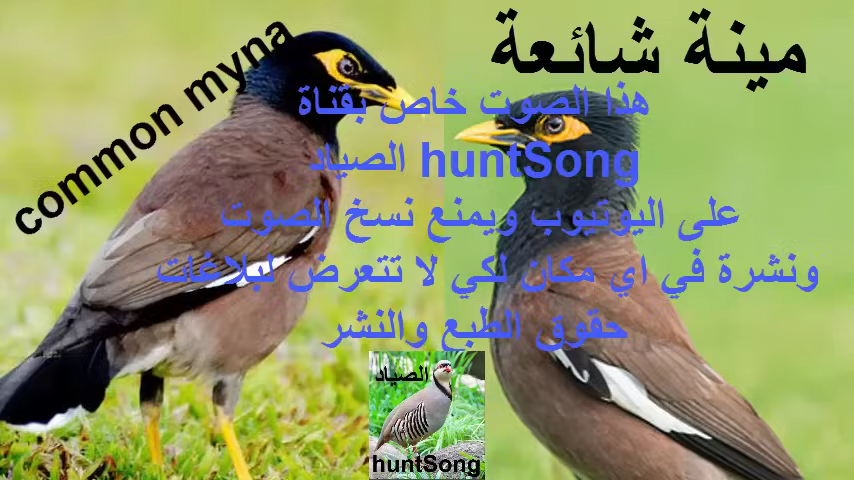 مينة شائعة
common myna
هذا الصوت خاص بقناة
huntSong الصياد
على اليوتيوب ويمنع نسخ الصوت
ونشرة في اي مكان لكي لا تتعرض لبلاغات
حقوق الطبع والنشر
الصياد
huntSong